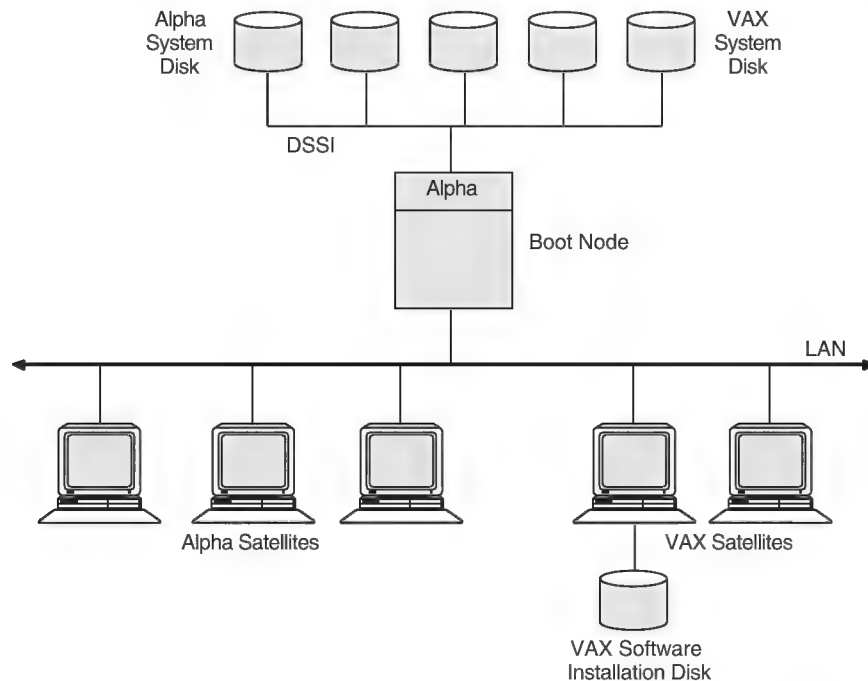 Alpha
System
Disk
VAX
System
Disk
DSSI
Alpha
Boot Node
LAN
Alpha Satellites
VAX Satellites
VAX Software
Installation Disk